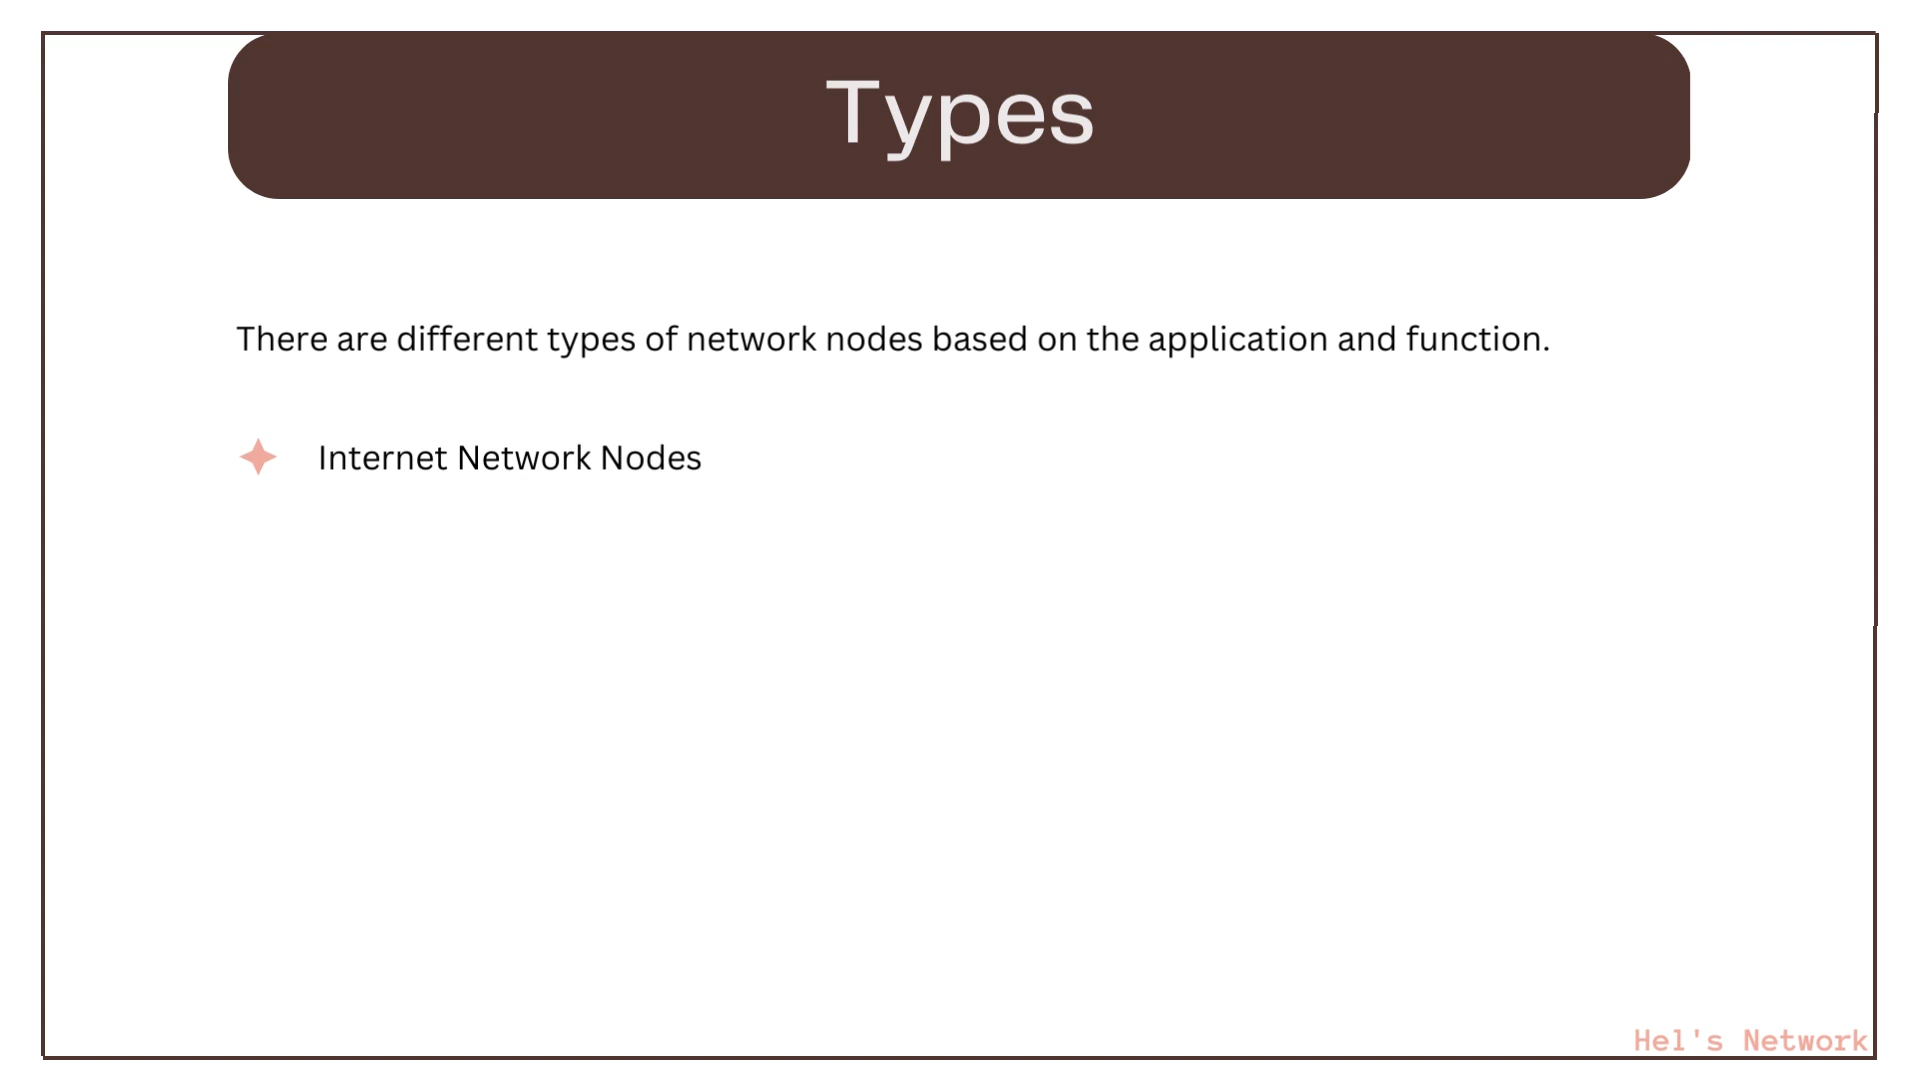 Types
There are different types of network nodes based on the application and function.
Internet Network Nodes
Hel's Network